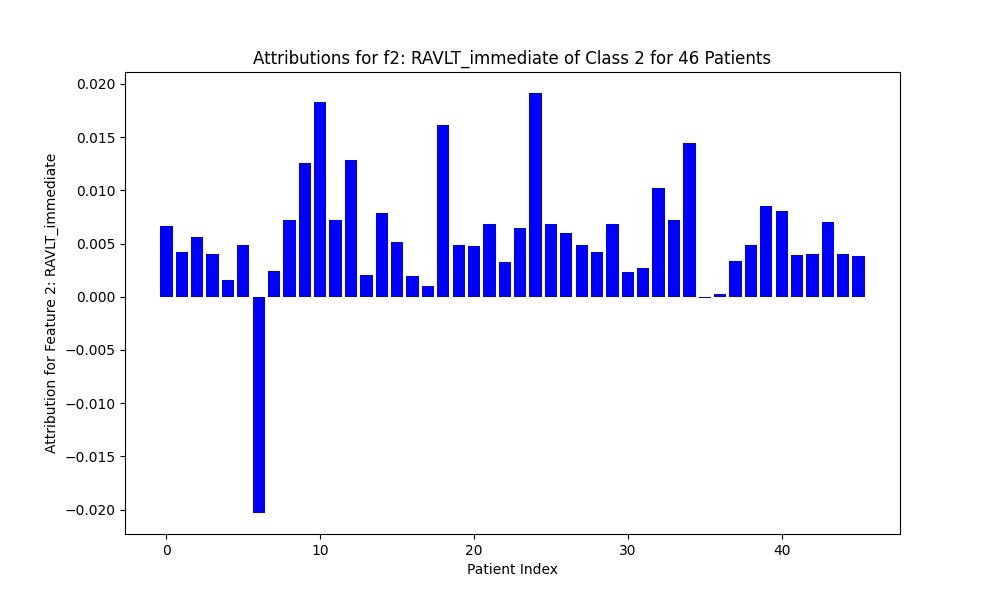 Attributions for f2: RAVLT_immediate of Class 2 for 46 Patients
Attribution for Feature 2: RAVLT_immediate
0.020
0.015
0.010
0.005
0.000
−0.005
−0.010
−0.015
−0.020
0 10 20 30 40
Patient Index